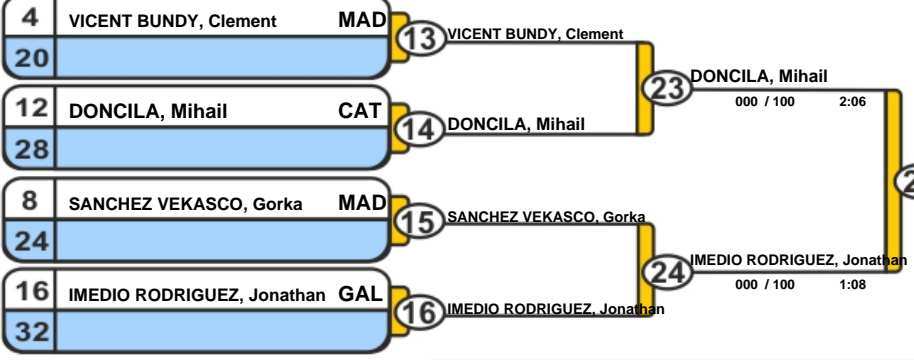 4 VICENT BUNDY, Clement MAD
20
13 VICENT BUNDY, Clement
12 DONCILA, Mihail CAT
28
14 DONCILA, Mihail
23 DONCILA, Mihail
000 / 100 2:06
8 SANCHEZ VEKASCO, Gorka MAD
24
15 SANCHEZ VEKASCO, Gorka
16 IMEDIO RODRIGUEZ, Jonathan GAL
32
16 IMEDIO RODRIGUEZ, Jonathan
24 IMEDIO RODRIGUEZ, Jonathan
000 / 100 1:08